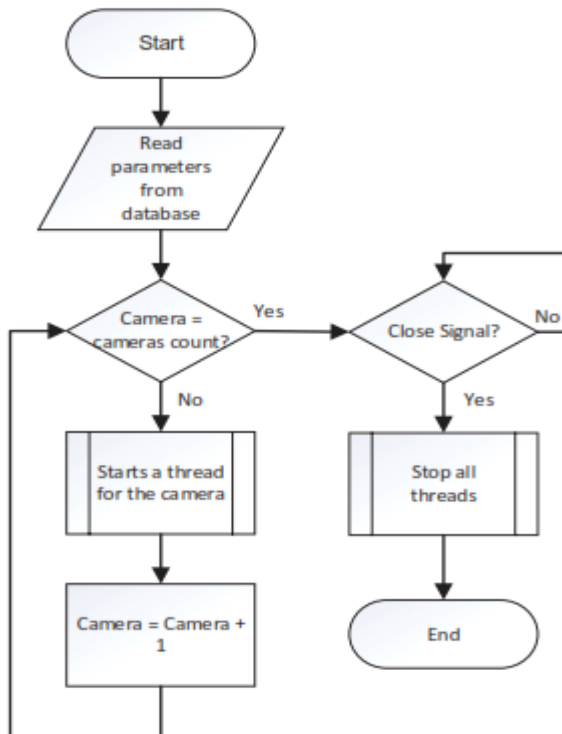 Start
Read
parameters
from
database
Camera =
cameras count?
Yes
No
Starts a thread
for the camera
Camera = Camera +
1
Close Signal?
No
Yes
Stop all
threads
End